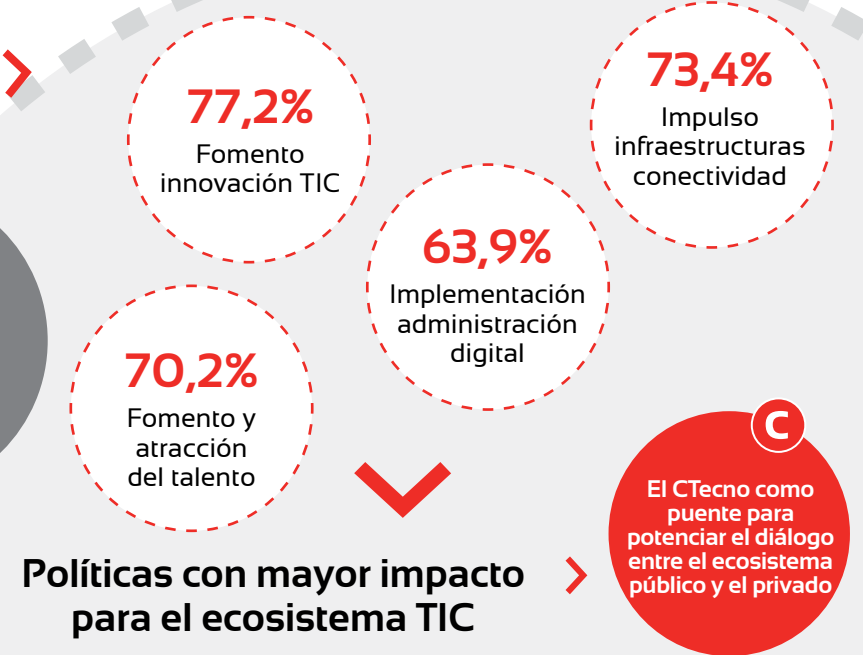 77,2%
Fomento
innovación TIC
73,4%
Impulso
infraestructuras
conectividad
63,9%
Implementación
administración
digital
70,2%
Fomento y
atracción
del talento
Políticas con mayor impacto
para el ecosistema TIC
C
El CTecno como
puente para
potenciar el diálogo
entre el ecosistema
público y el privado